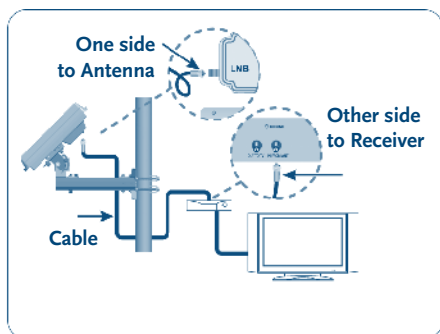 One side
to Antenna
LNB
Other side
to Receiver
Cable